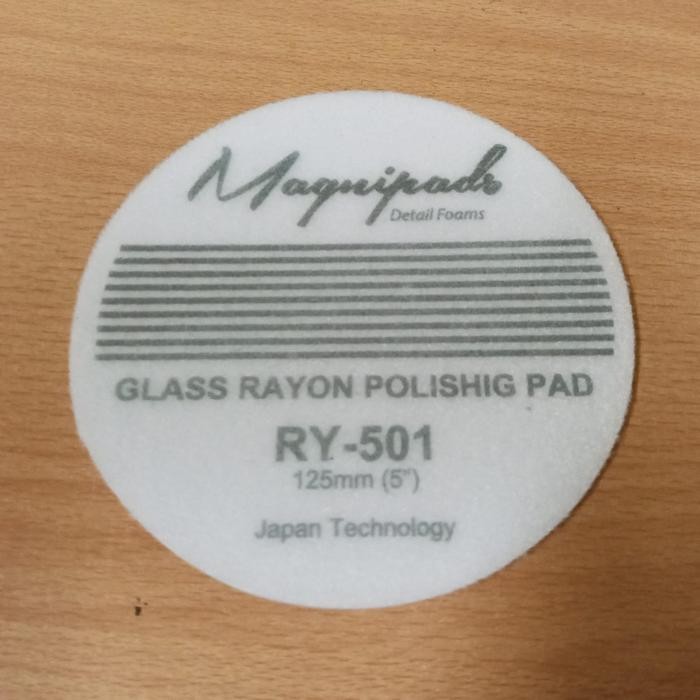 Magnipads
Detail Foams
GLASS RAYON POLISHIG PAD
RY-501
125mm (5")
Japan Technology